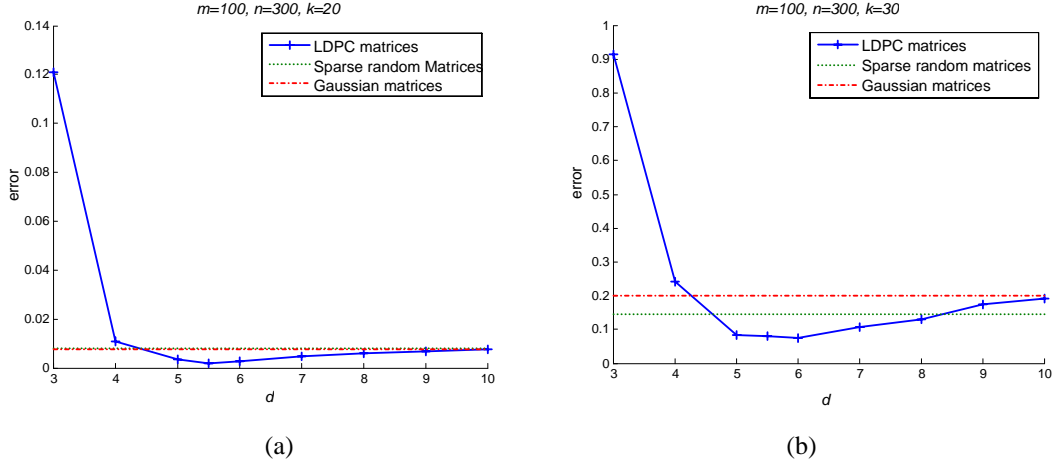 m=100, n=300, k=20
0.14
0.12
0.1
0.08
0.06
0.04
0.02
0
error
3 4 5 6 7 8 9 10
d
LDPC matrices
Sparse random Matrices
Gaussian matrices
(a)
m=100, n=300, k=30
1
0.9
0.8
0.7
0.6
0.5
0.4
0.3
0.2
0.1
0
error
3 4 5 6 7 8 9 10
d
LDPC matrices
Sparse random matrices
Gaussian matrices
(b)